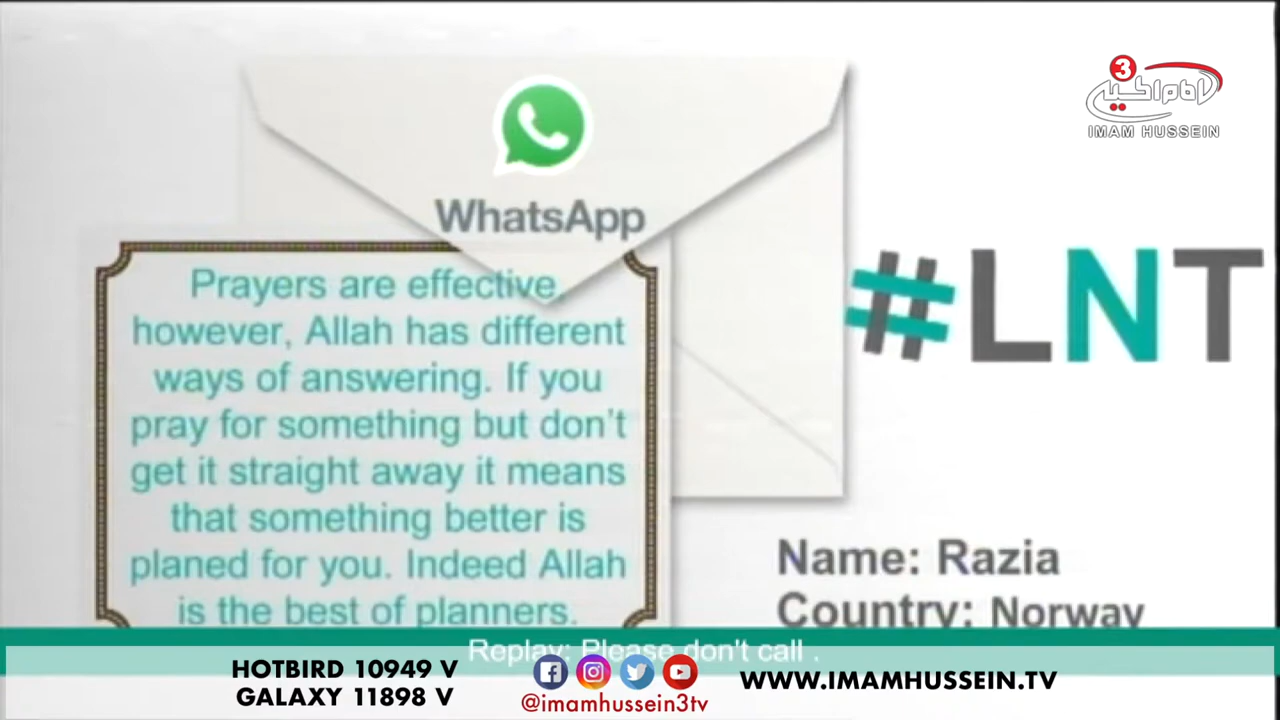 3
امام حسین
IMAM HUSSEIN
WhatsApp
#LNT
Prayers are effective,
however, Allah has different
ways of answering. If you
pray for something but don't
get it straight away it means
that something better is
planed for you. Indeed Allah
is the best of planners.
Name: Razia
Country: Norway
Replay: Please don't call .
HOTBIRD 10949 V
GALAXY 11898 V
@imamhussein3tv
WWW.IMAMHUSSEIN.TV